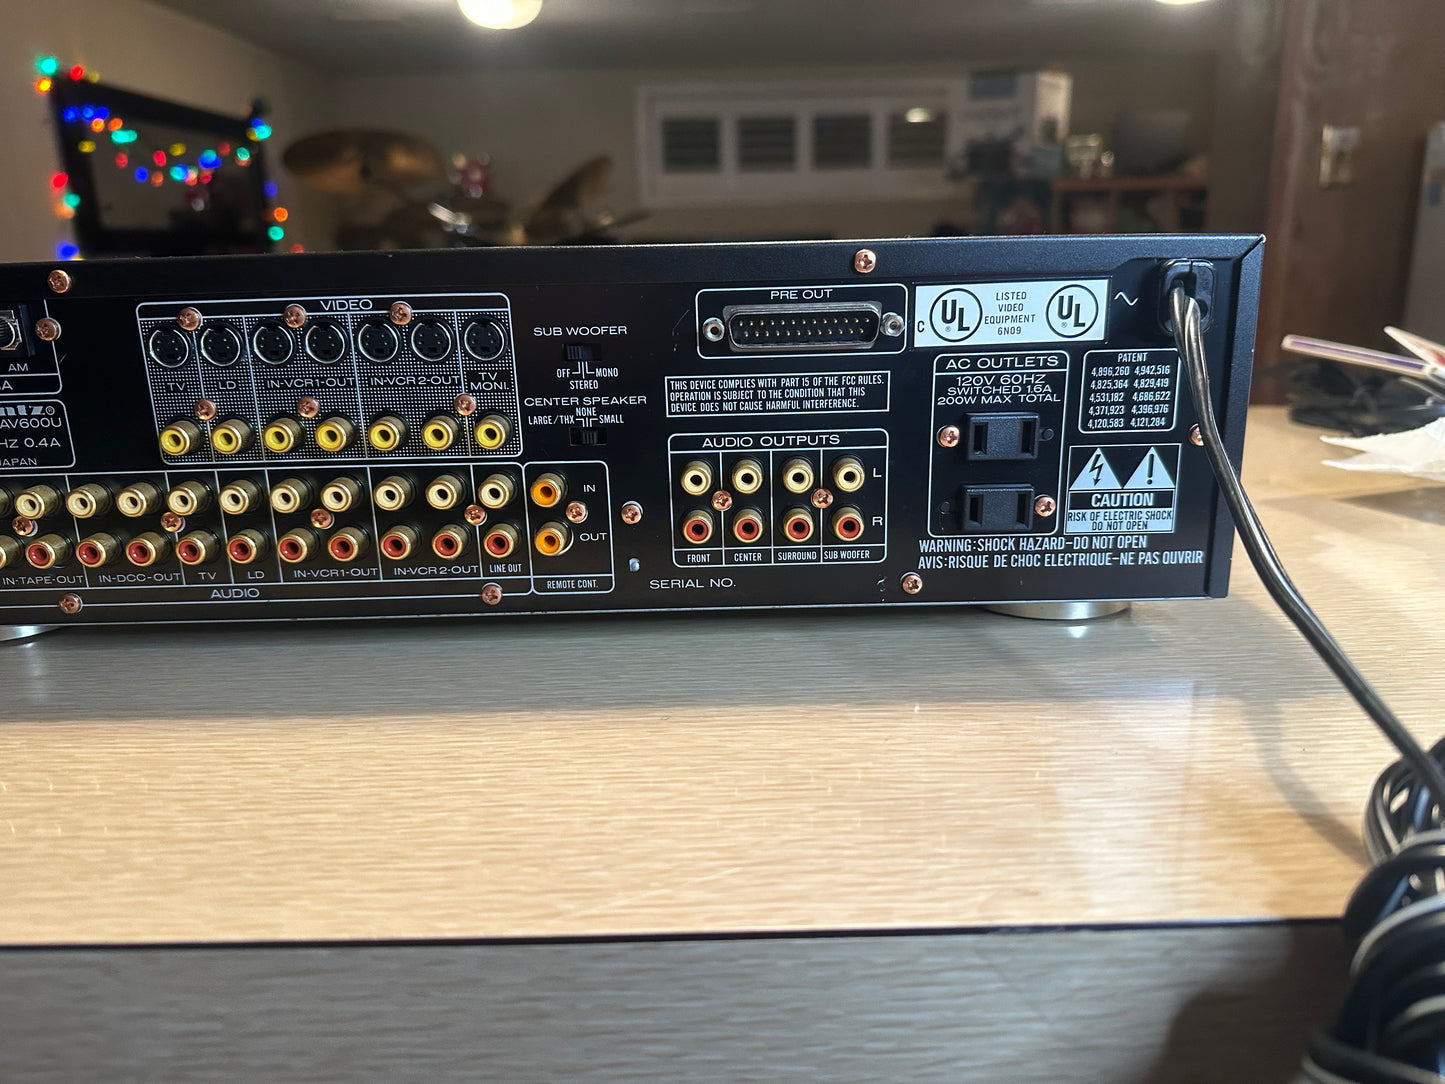 AM
A
ntz®
AV600U
HZ 0.4A
JAPAN
VIDEO
TV
LD
IN-VCR1-OUT
IN-VCR2-OUT
TV
MONI.
SUB WOOFER
OFF
MONO
STEREO
CENTER SPEAKER
NONE
LARGE/THX
SMALL
IN-TAPE-OUT
IN-DCC-OUT
TV
LD
IN-VCR1-OUT
IN-VCR2-OUT
LINE OUT
AUDIO
IN
OUT
REMOTE CONT.
PRE OUT
THIS DEVICE COMPLIES WITH PART 15 OF THE FCC RULES.
OPERATION IS SUBJECT TO THE CONDITION THAT THIS
DEVICE DOES NOT CAUSE HARMFUL INTERFERENCE.
AUDIO OUTPUTS
L
R
FRONT
CENTER
SURROUND
SUB WOOFER
SERIAL NO.
C
UL
®
LISTED
VIDEO
EQUIPMENT
6N09
UL
®
AC OUTLETS
120V 60HZ
SWITCHED 1.6A
200W MAX TOTAL
PATENT
4,896,260 4,942,516
4,825,364 4,829,419
4,531,182 4,686,622
4,371,923 4,396,976
4,120,583 4,121,284
CAUTION
RISK OF ELECTRIC SHOCK
DO NOT OPEN
WARNING:SHOCK HAZARD-DO NOT OPEN
AVIS:RISQUE DE CHOC ELECTRIQUE-NE PAS OUVRIR